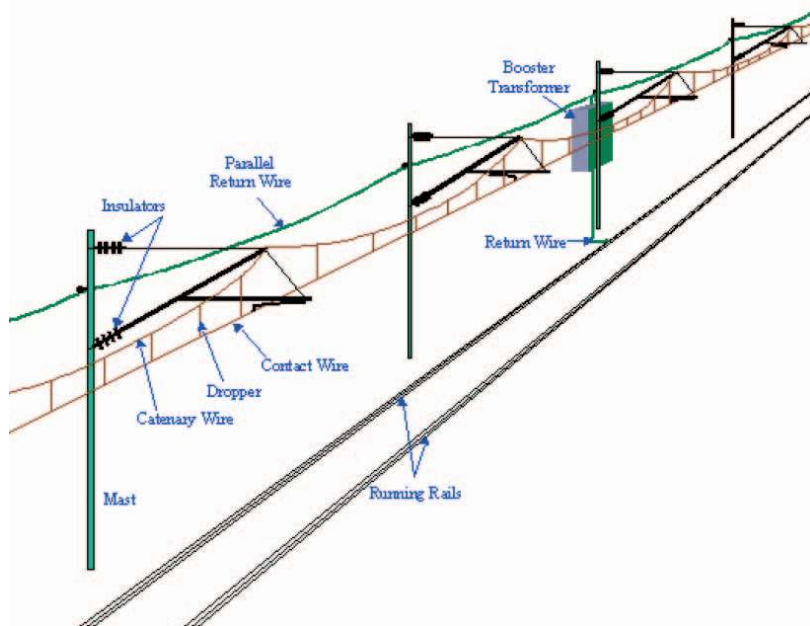 Booster
Transformer
Parallel
Return Wire
Insulators
Return Wire
Contact Wire
Dropper
Catenary Wire
Mast
Running Rails